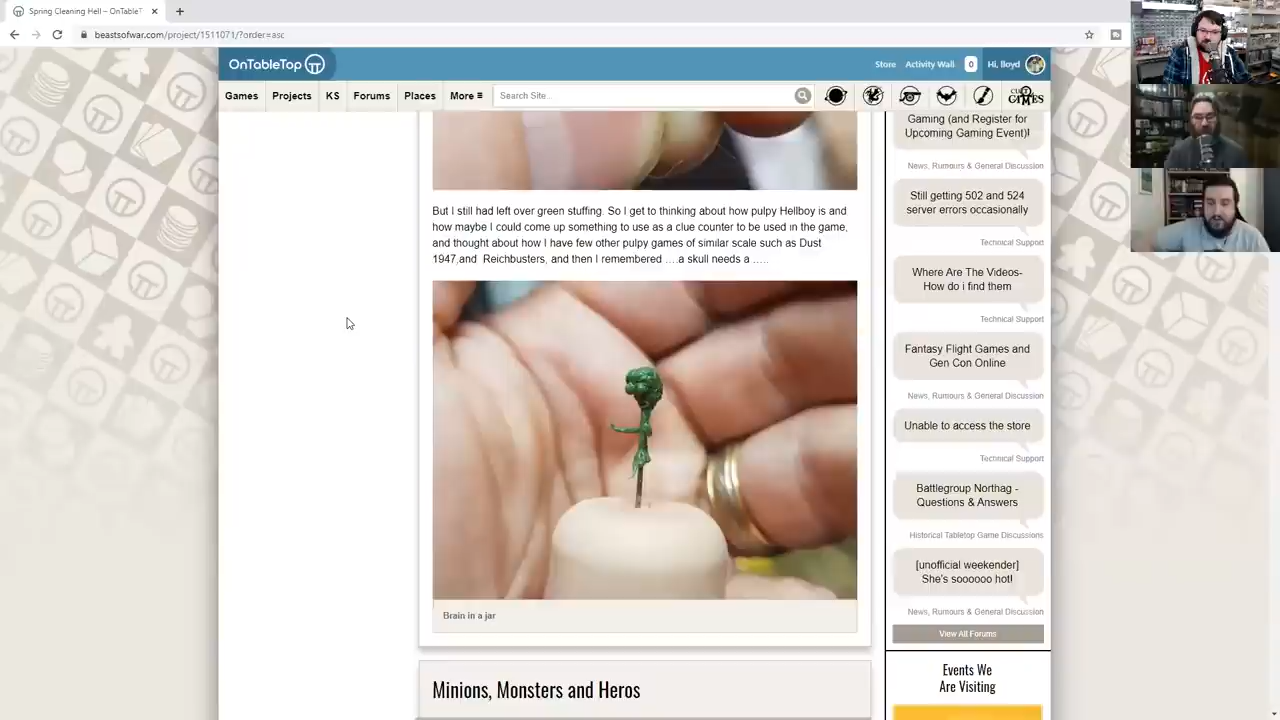 Spring Cleaning Hell – OnTableT
beastsofwar.com/project/1511071/?order=asc
OnTableTop
Store
Activity Wall
0
Hi, lloyd
Games
Projects
KS
Forums
Places
More
Search Site...
GAMES
But I still had left over green stuffing. So I get to thinking about how pulpy Hellboy is and
how maybe I could come up something to use as a clue counter to be used in the game,
and thought about how I have few other pulpy games of similar scale such as Dust
1947,and Reichbusters, and then I remembered ....a skull needs a .....
Brain in a jar
Minions, Monsters and Heros
Gaming (and Register for
Upcoming Gaming Event)!
News, Rumours & General Discussion
Still getting 502 and 524
server errors occasionally
Technical Support
Where Are The Videos-
How do i find them
Technical Support
Fantasy Flight Games and
Gen Con Online
News, Rumours & General Discussion
Unable to access the store
Technical Support
Battlegroup Northag -
Questions & Answers
Historical Tabletop Game Discussions
[unofficial weekender]
She's soooooo hot!
News, Rumours & General Discussion
View All Forums
Events We
Are Visiting